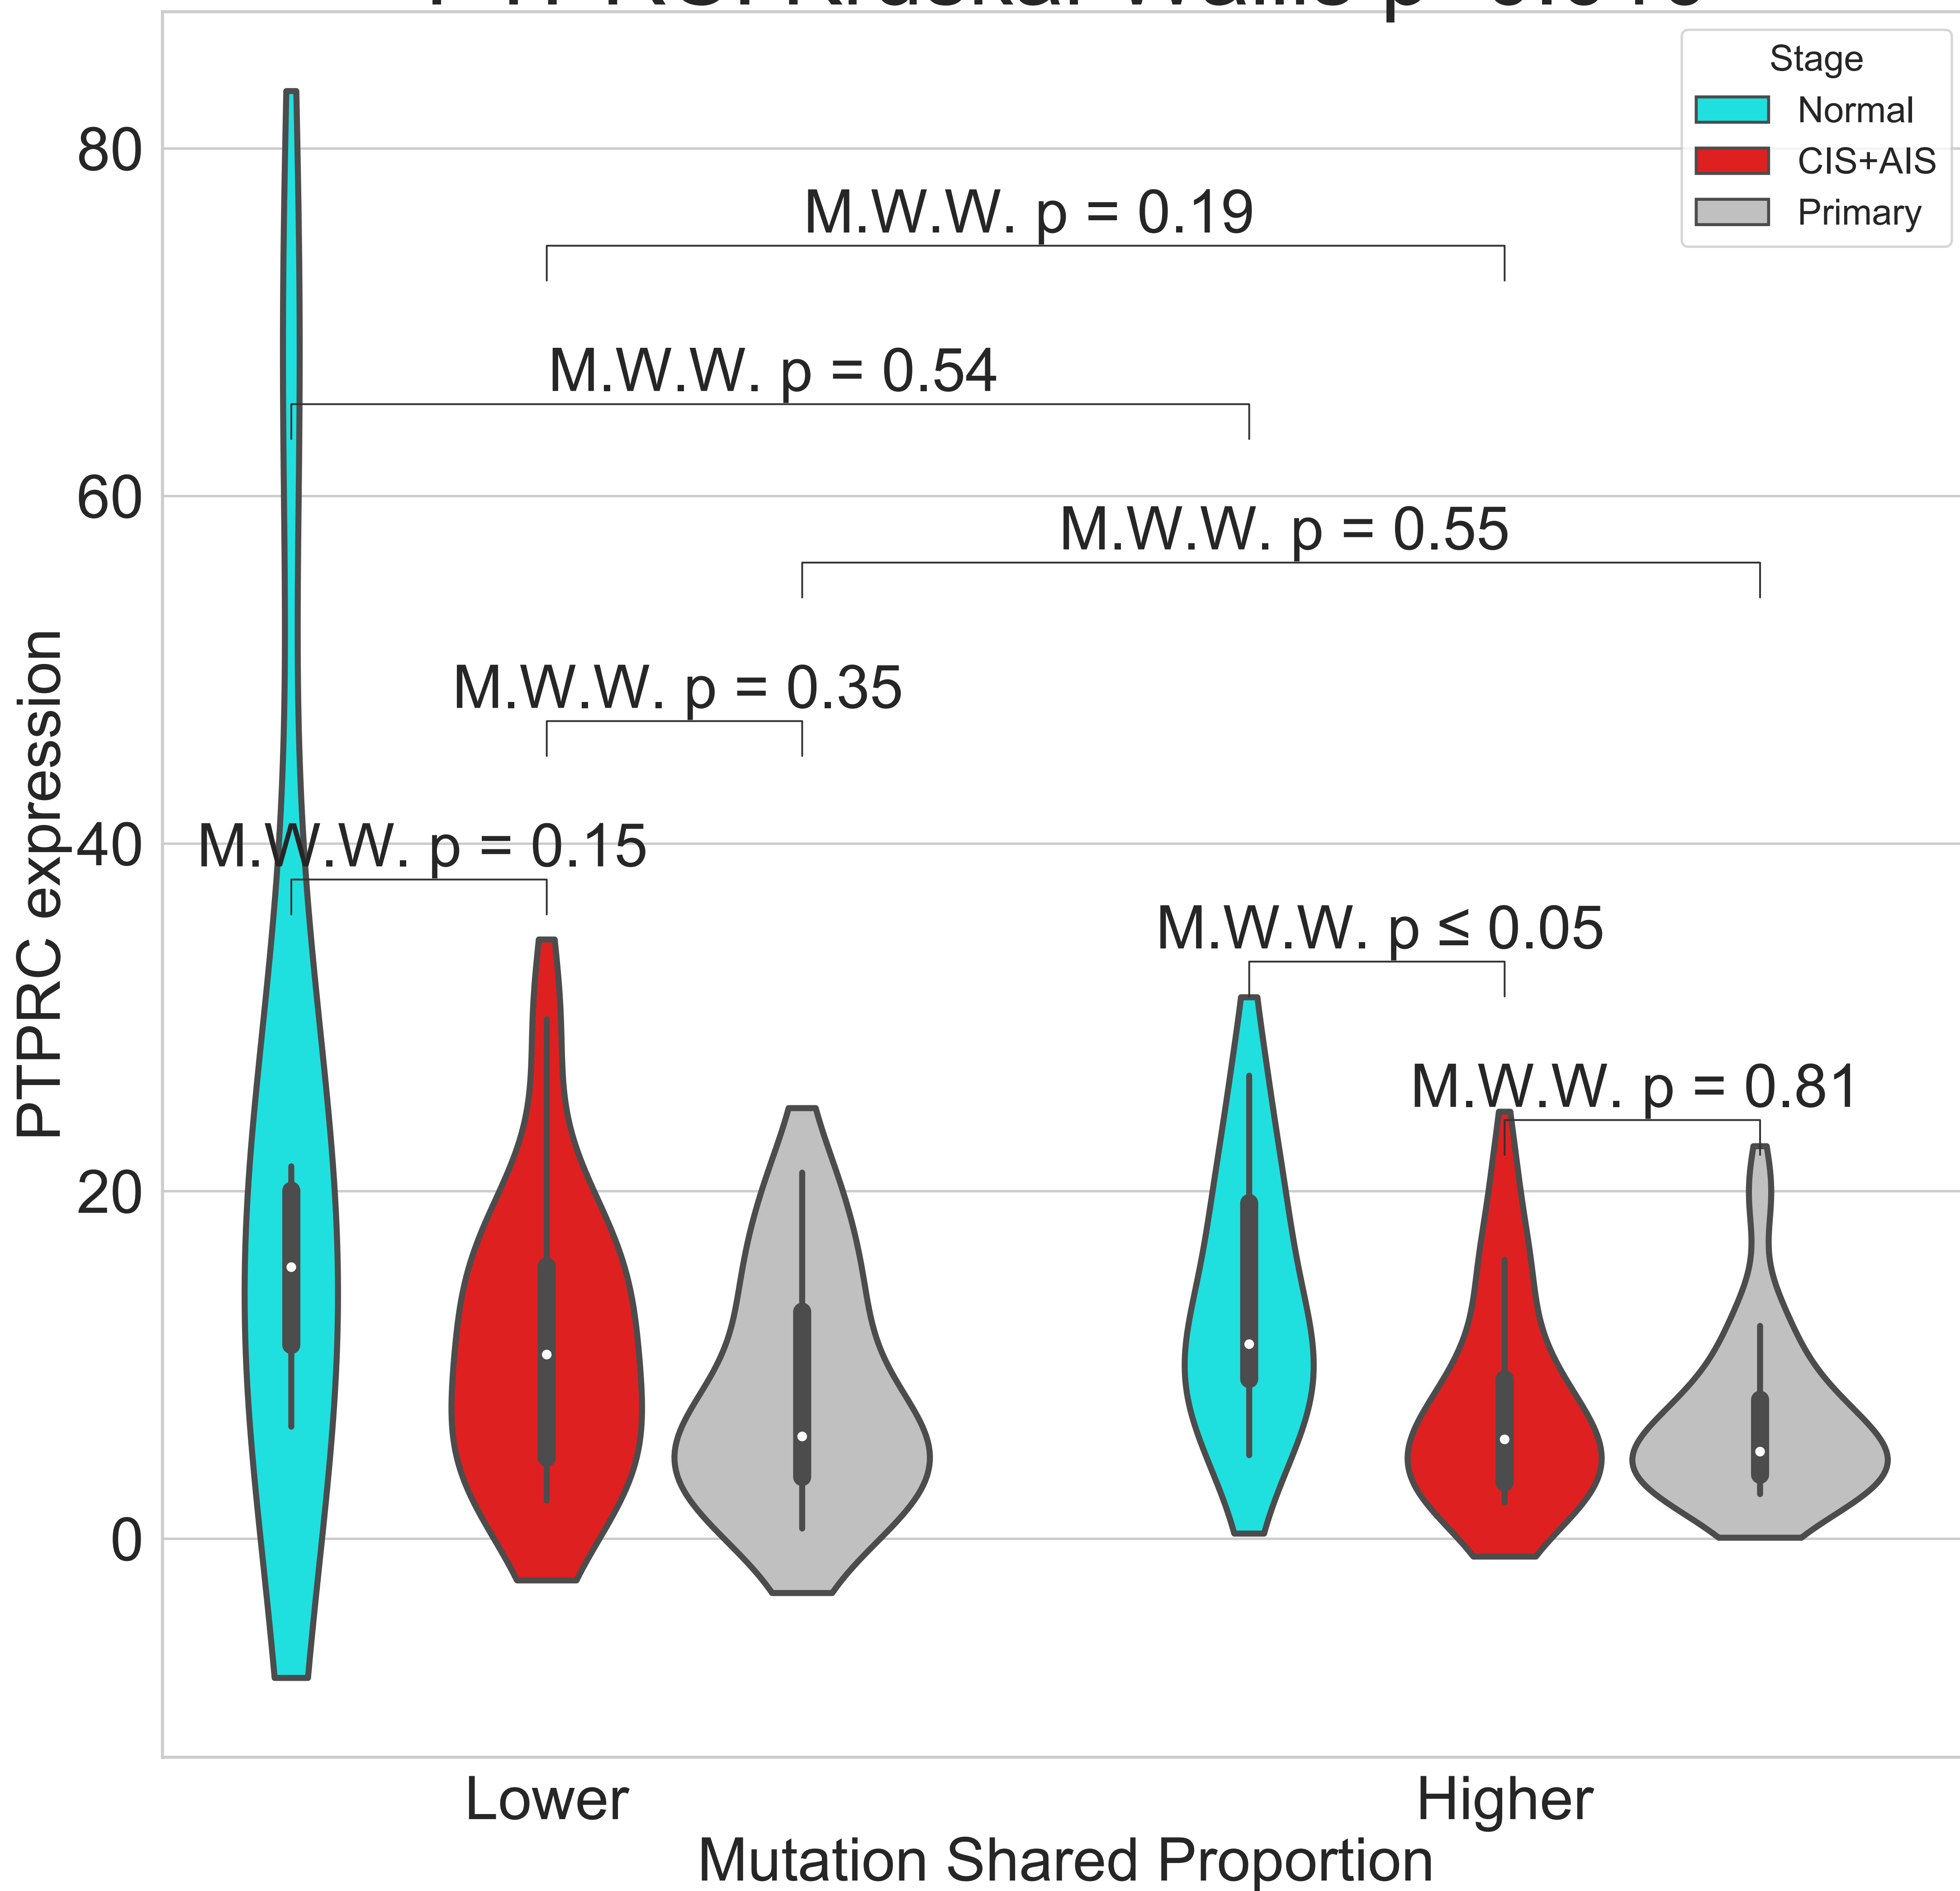 Stage
Normal
CIS+AIS
Primary
80
60
40
20
0
PTPRC expression
M.W.W. p = 0.19
M.W.W. p = 0.54
M.W.W. p = 0.55
M.W.W. p = 0.35
M.W.W. p = 0.15
M.W.W. p ≤ 0.05
M.W.W. p = 0.81
Lower
Higher
Mutation Shared Proportion